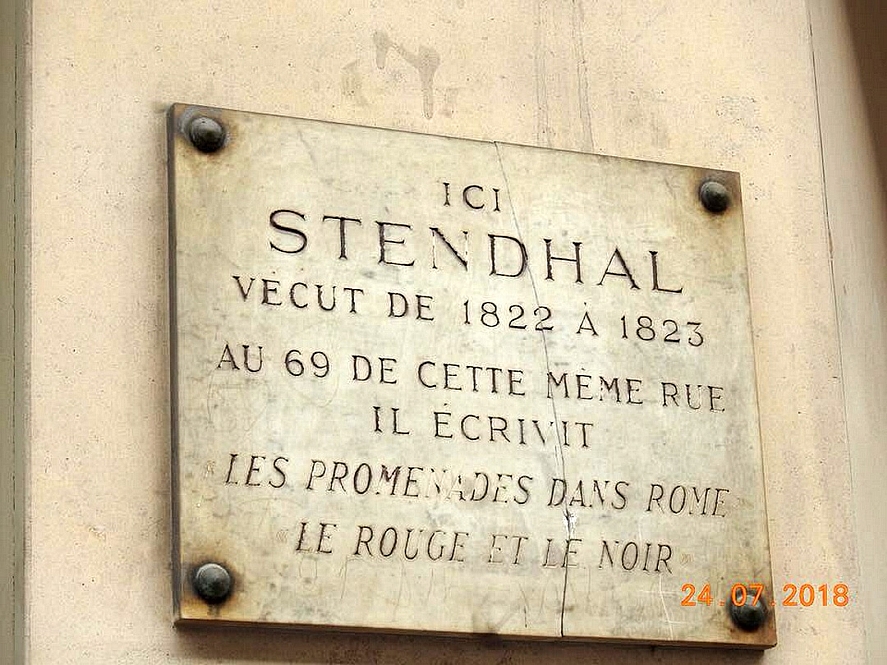 ICI
STENDHAL
VÉCUT DE 1822 À 1823
AU 69 DE CETTE MÊME RUE
IL ÉCRIVIT
«LES PROMENADES DANS ROME
«LE ROUGE ET LE NOIR»
24.07.2018